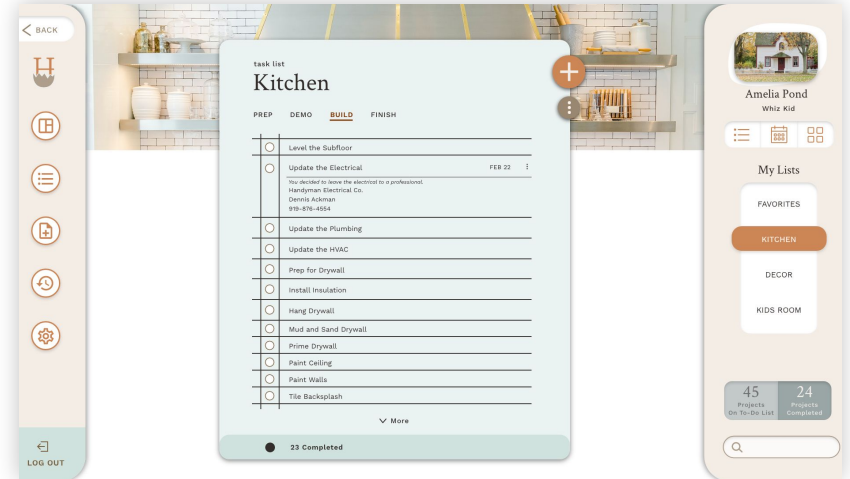 BACK
LOG OUT
task list
Kitchen
PREP DEMO BUILD FINISH
Level the Subfloor
Update the Electrical FEB 22
You decided to leave the electrical to a professional.
Handyman Electrical Co.
Dennis Ackman
919-876-4554
Update the Plumbing
Update the HVAC
Prep for Drywall
Install Insulation
Hang Drywall
Mud and Sand Drywall
Prime Drywall
Paint Ceiling
Paint Walls
Tile Backsplash
More
23 Completed
Amelia Pond
Whiz Kid
My Lists
FAVORITES
KITCHEN
DECOR
KIDS ROOM
45
Projects
On To-Do List
24
Projects
Completed